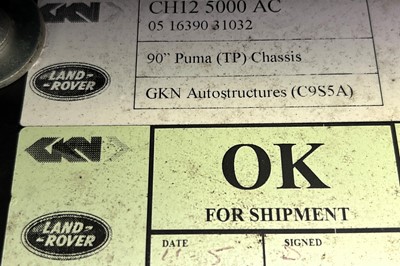 GKN
CH12 5000 AC
05 16390 31032
LAND-
-ROVER
90" Puma (TP) Chassis
GKN Autostructures (C9S5A)
GKN
OK
FOR SHIPMENT
LAND-
-ROVER
DATE
SIGNED